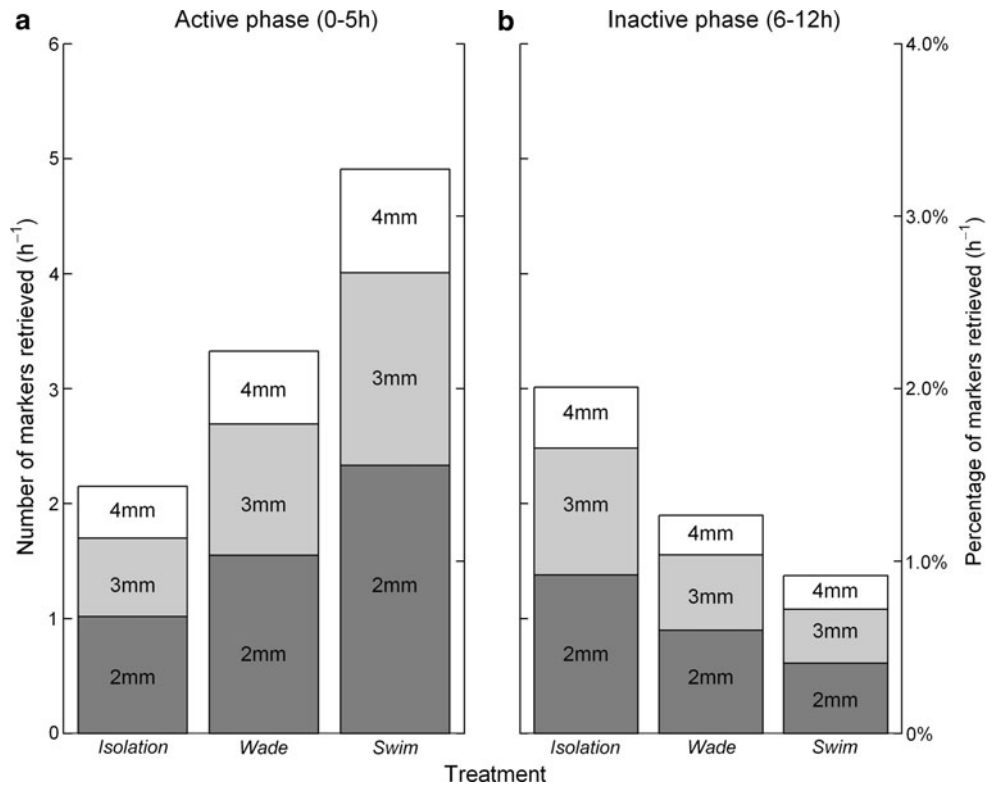 a
Active phase (0-5h)
b
Inactive phase (6-12h)
Number of markers retrieved (h−1)
6
5
4
3
2
1
0
4mm
3mm
2mm
4mm
3mm
2mm
4mm
3mm
2mm
Isolation
Wade
Swim
4mm
3mm
2mm
4mm
3mm
2mm
4mm
3mm
2mm
Isolation
Wade
Swim
4.0%
3.0%
2.0%
1.0%
0%
Percentage of markers retrieved (h−1)
Treatment